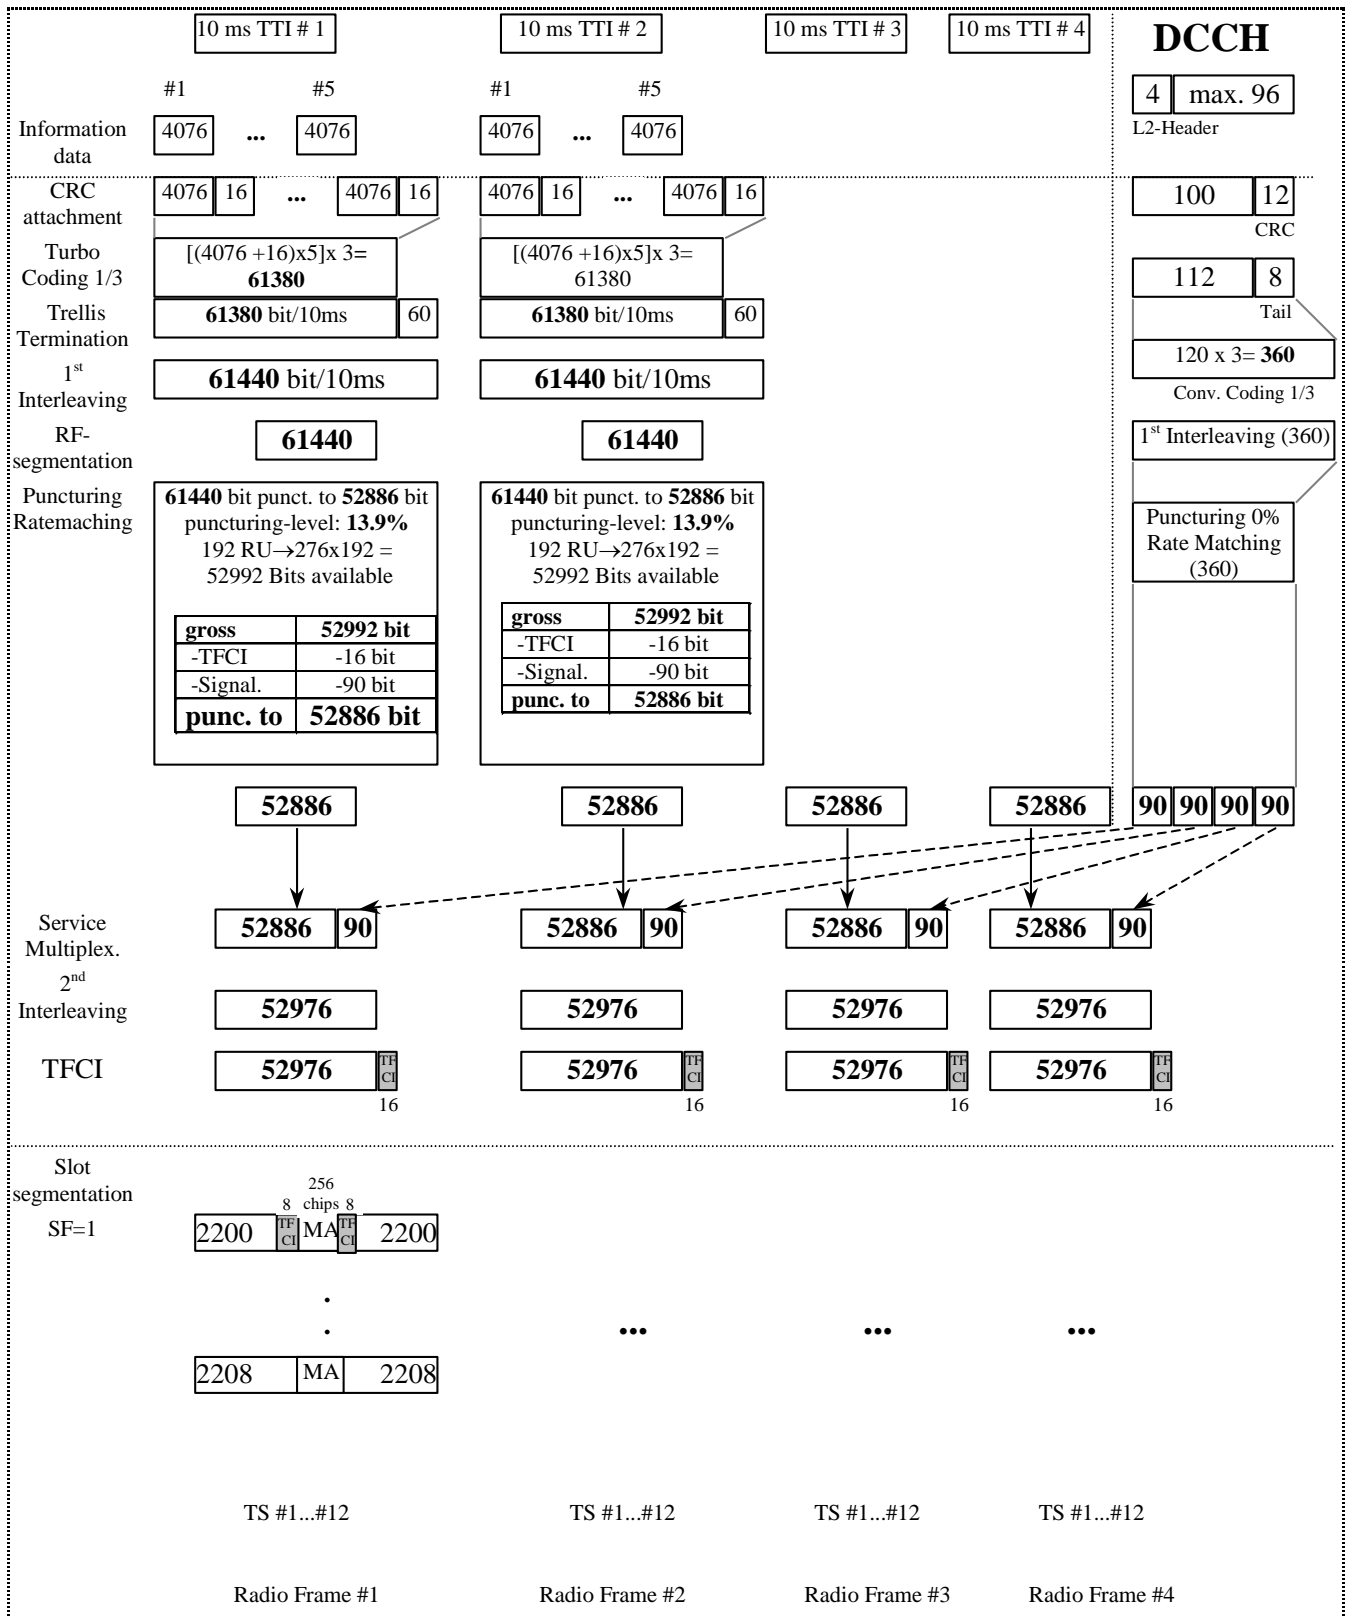 10 ms TTI # 1 10 ms TTI # 2 10 ms TTI # 3 10 ms TTI # 4 DCCH
#1 #5 #1 #5
4 max. 96
L2-Header
Information
data
4076 ... 4076 4076 ... 4076
CRC
attachment
4076 16 ... 4076 16 4076 16 ... 4076 16
100 12
CRC
Turbo
Coding 1/3
[(4076 +16)x5]x 3=
61380
[(4076 +16)x5]x 3=
61380
112 8
Tail
Trellis
Termination
61380 bit/10ms 60 61380 bit/10ms 60
120 x 3= 360
Conv. Coding 1/3
1st
Interleaving
61440 bit/10ms 61440 bit/10ms
RF-
segmentation
61440 61440
1st Interleaving (360)
Puncturing
Ratemaching
61440 bit punct. to 52886 bit
puncturing-level: 13.9%
192 RU→276x192 =
52992 Bits available
gross 52992 bit
-TFCI -16 bit
-Signal. -90 bit
punc. to 52886 bit
61440 bit punct. to 52886 bit
puncturing-level: 13.9%
192 RU→276x192 =
52992 Bits available
gross 52992 bit
-TFCI -16 bit
-Signal. -90 bit
punc. to 52886 bit
Puncturing 0%
Rate Matching
(360)
52886 52886 52886 52886 90 90 90 90
Service
Multiplex.
52886 90 52886 90 52886 90 52886 90
2nd
Interleaving
52976 52976 52976 52976
TFCI
52976 TF CI 52976 TF CI 52976 TF CI 52976 TF CI
16 16 16 16
Slot
segmentation
SF=1
256
8 chips 8
2200 TF CI MA TF CI 2200
.
. ... ... ...
2208 MA 2208
TS #1...#12 TS #1...#12 TS #1...#12 TS #1...#12
Radio Frame #1 Radio Frame #2 Radio Frame #3 Radio Frame #4